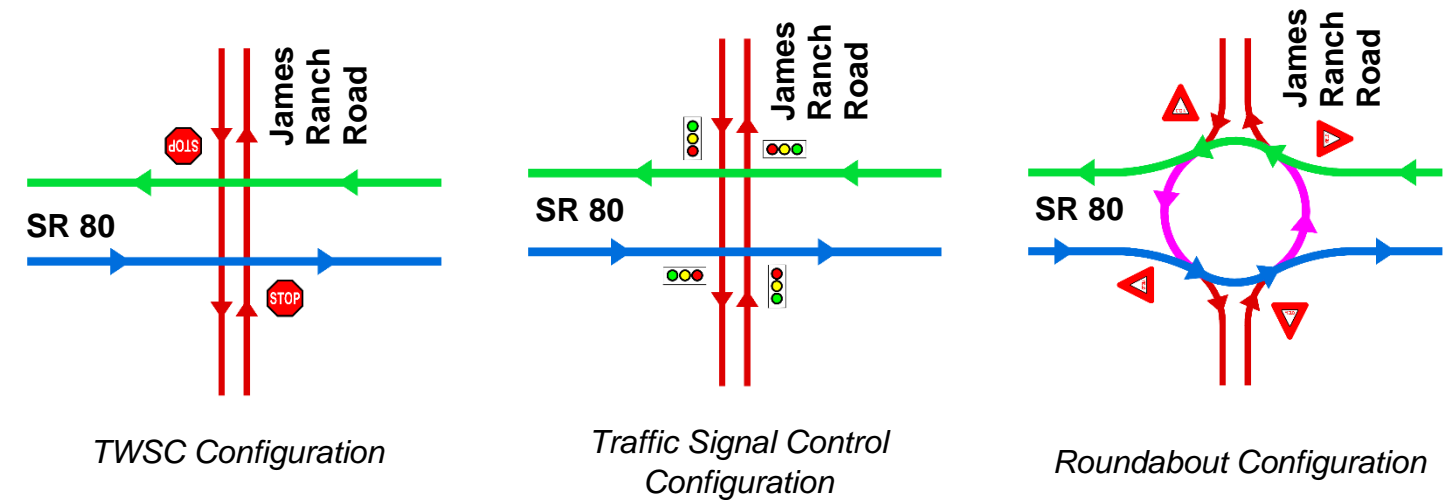 James
Ranch
Road
STOP
SR 80
STOP
TWSC Configuration
James
Ranch
Road
SR 80
Traffic Signal Control
Configuration
James
Ranch
Road
SR 80
Roundabout Configuration